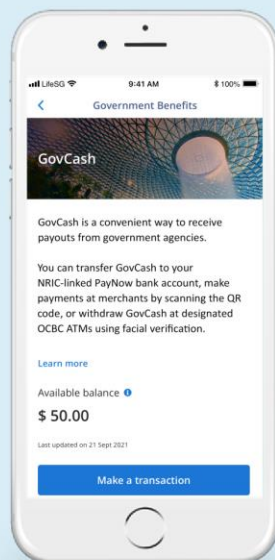 LifeSG
9:41 AM
100%
Government Benefits
GovCash
GovCash is a convenient way to receive
payouts from government agencies.
You can transfer GovCash to your
NRIC-linked PayNow bank account, make
payments at merchants by scanning the QR
code, or withdraw GovCash at designated
OCBC ATMs using facial verification.
Learn more
Available balance
$ 50.00
Last updated on 21 Sept 2021
Make a transaction